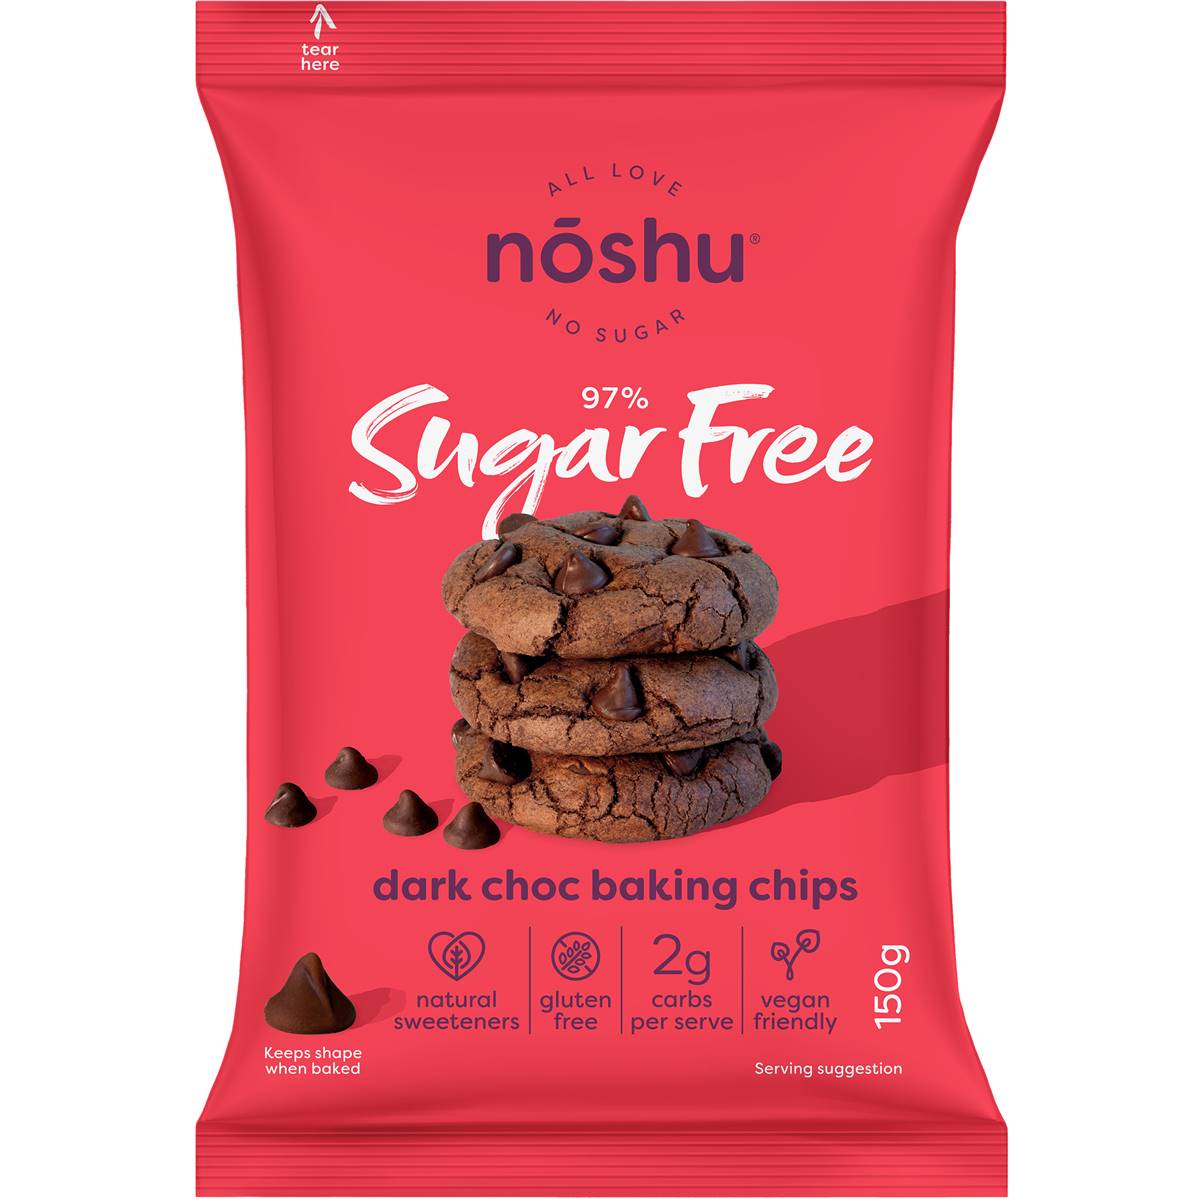 tear
here
ALL LOVE
nōshu®
NO SUGAR
97%
Sugar Free
dark choc baking chips
natural
sweeteners
gluten
free
2g
carbs
per serve
vegan
friendly
150g
Keeps shape
when baked
Serving suggestion